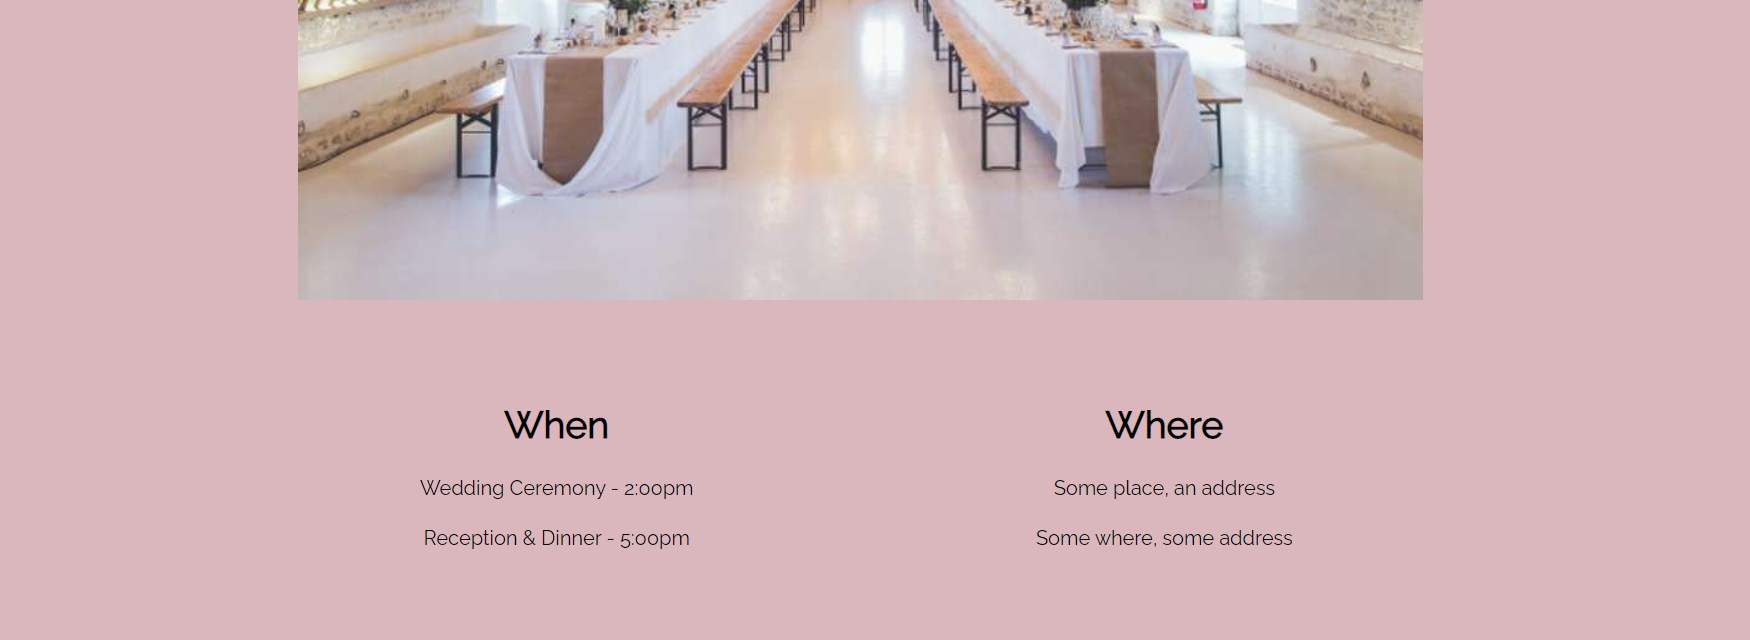 When
Wedding Ceremony - 2:00pm
Reception & Dinner - 5:00pm
Where
Some place, an address
Some where, some address